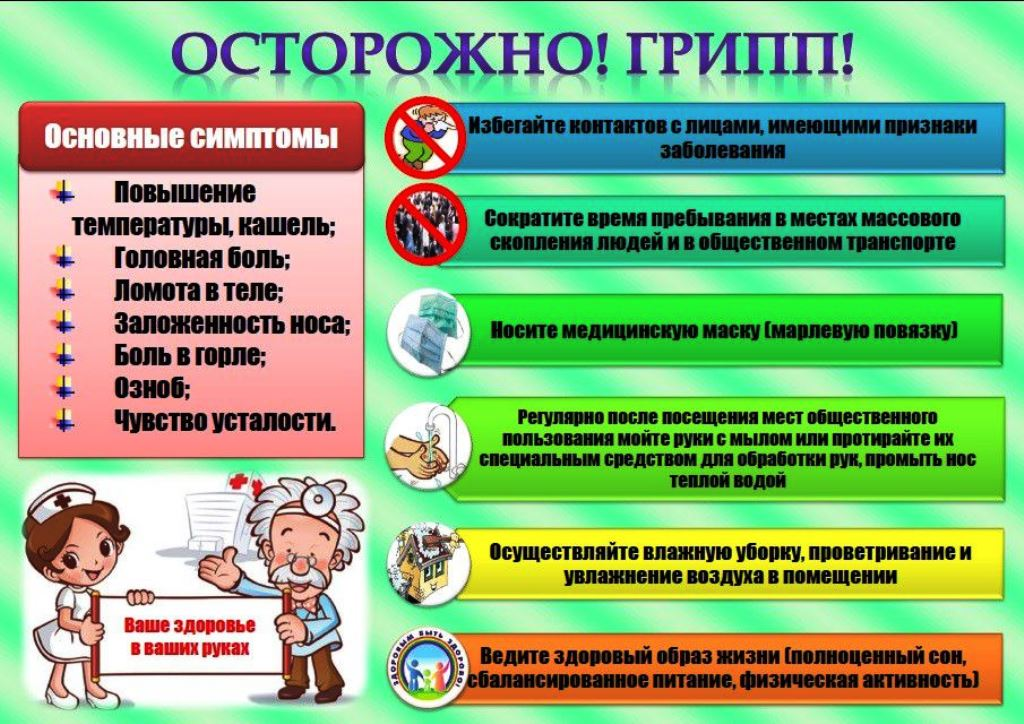 ОСТОРОЖНО! ГРИПП!
Основные симптомы
Повышение
температуры, кашель;
Головная боль;
Ломота в теле;
Заложенность носа;
Боль в горле;
Озноб;
Чувство усталости.
Ваше здоровье
в ваших руках
Избегайте контактов с лицами, имеющими признаки
заболевания
Сократите время пребывания в местах массового
скопления людей и в общественном транспорте
Носите медицинскую маску (марлевую повязку)
Регулярно после посещения мест общественного
пользования мойте руки с мылом или протирайте их
специальным средством для обработки рук, промыть нос
теплой водой
Осуществляйте влажную уборку, проветривание и
увлажнение воздуха в помещении
ЗДОРОВЫМ БЫТЬ ЗДОРОВО!
Ведите здоровый образ жизни (полноценный сон,
сбалансированное питание, физическая активность)